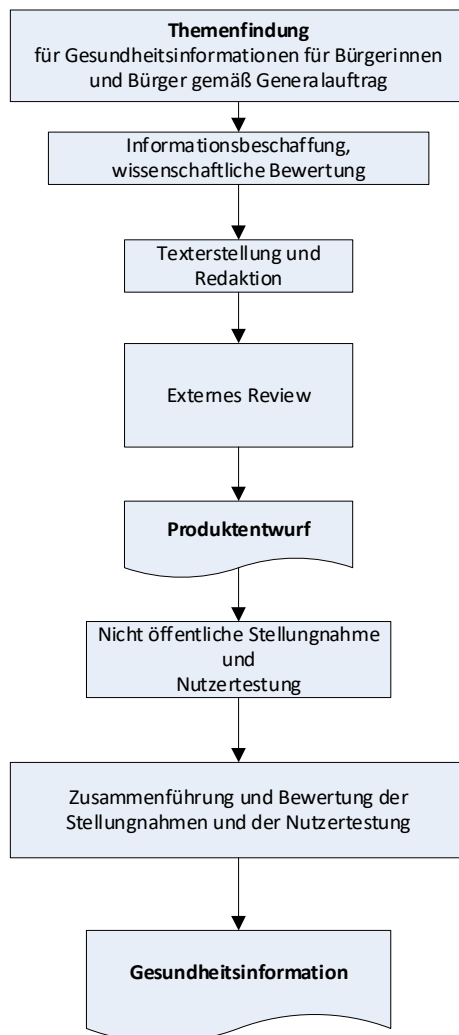 Themenfindung
für Gesundheitsinformationen für Bürgerinnen
und Bürger gemäß Generalauftrag
Informationsbeschaffung,
wissenschaftliche Bewertung
Texterstellung und
Redaktion
Externes Review
Produktentwurf
Nicht öffentliche Stellungnahme
und
Nutzertestung
Zusammenführung und Bewertung der
Stellungnahmen und der Nutzertestung
Gesundheitsinformation